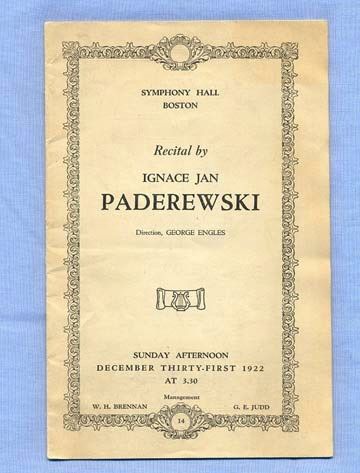 SYMPHONY HALL
BOSTON
Recital by
IGNACE JAN
PADEREWSKI
Direction, GEORGE ENGLES
SUNDAY AFTERNOON
DECEMBER THIRTY-FIRST 1922
AT 3.30
Management
W. H. BRENNAN G. E. JUDD
14